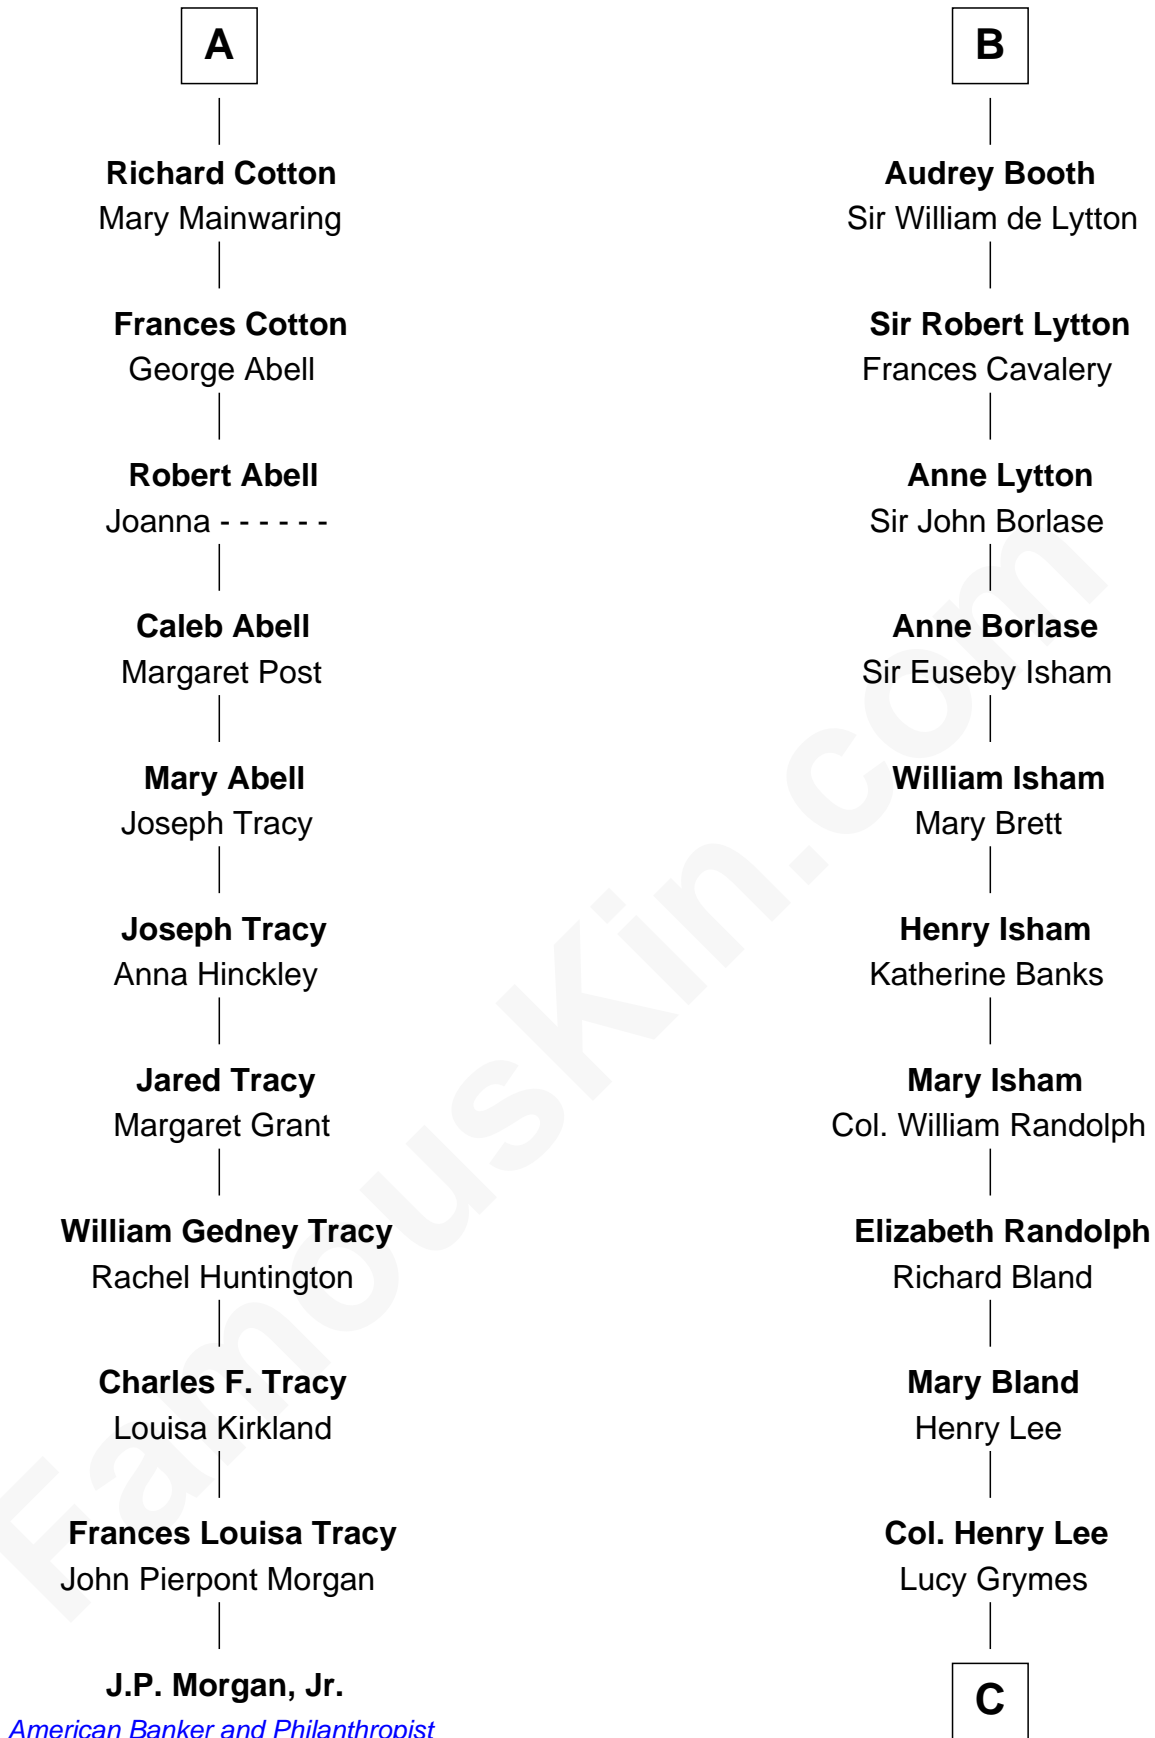 A
Richard Cotton
Mary Mainwaring
Frances Cotton
George Abell
Robert Abell
Joanna - - - - - -
Caleb Abell
Margaret Post
Mary Abell
Joseph Tracy
Joseph Tracy
Anna Hinckley
Jared Tracy
Margaret Grant
William Gedney Tracy
Rachel Huntington
Charles F. Tracy
Louisa Kirkland
Frances Louisa Tracy
John Pierpont Morgan
J.P. Morgan, Jr.
American Banker and Philanthropist
B
Audrey Booth
Sir William de Lytton
Sir Robert Lytton
Frances Cavalery
Anne Lytton
Sir John Borlase
Anne Borlase
Sir Euseby Isham
William Isham
Mary Brett
Henry Isham
Katherine Banks
Mary Isham
Col. William Randolph
Elizabeth Randolph
Richard Bland
Mary Bland
Henry Lee
Col. Henry Lee
Lucy Grymes
C
FamousKin.com